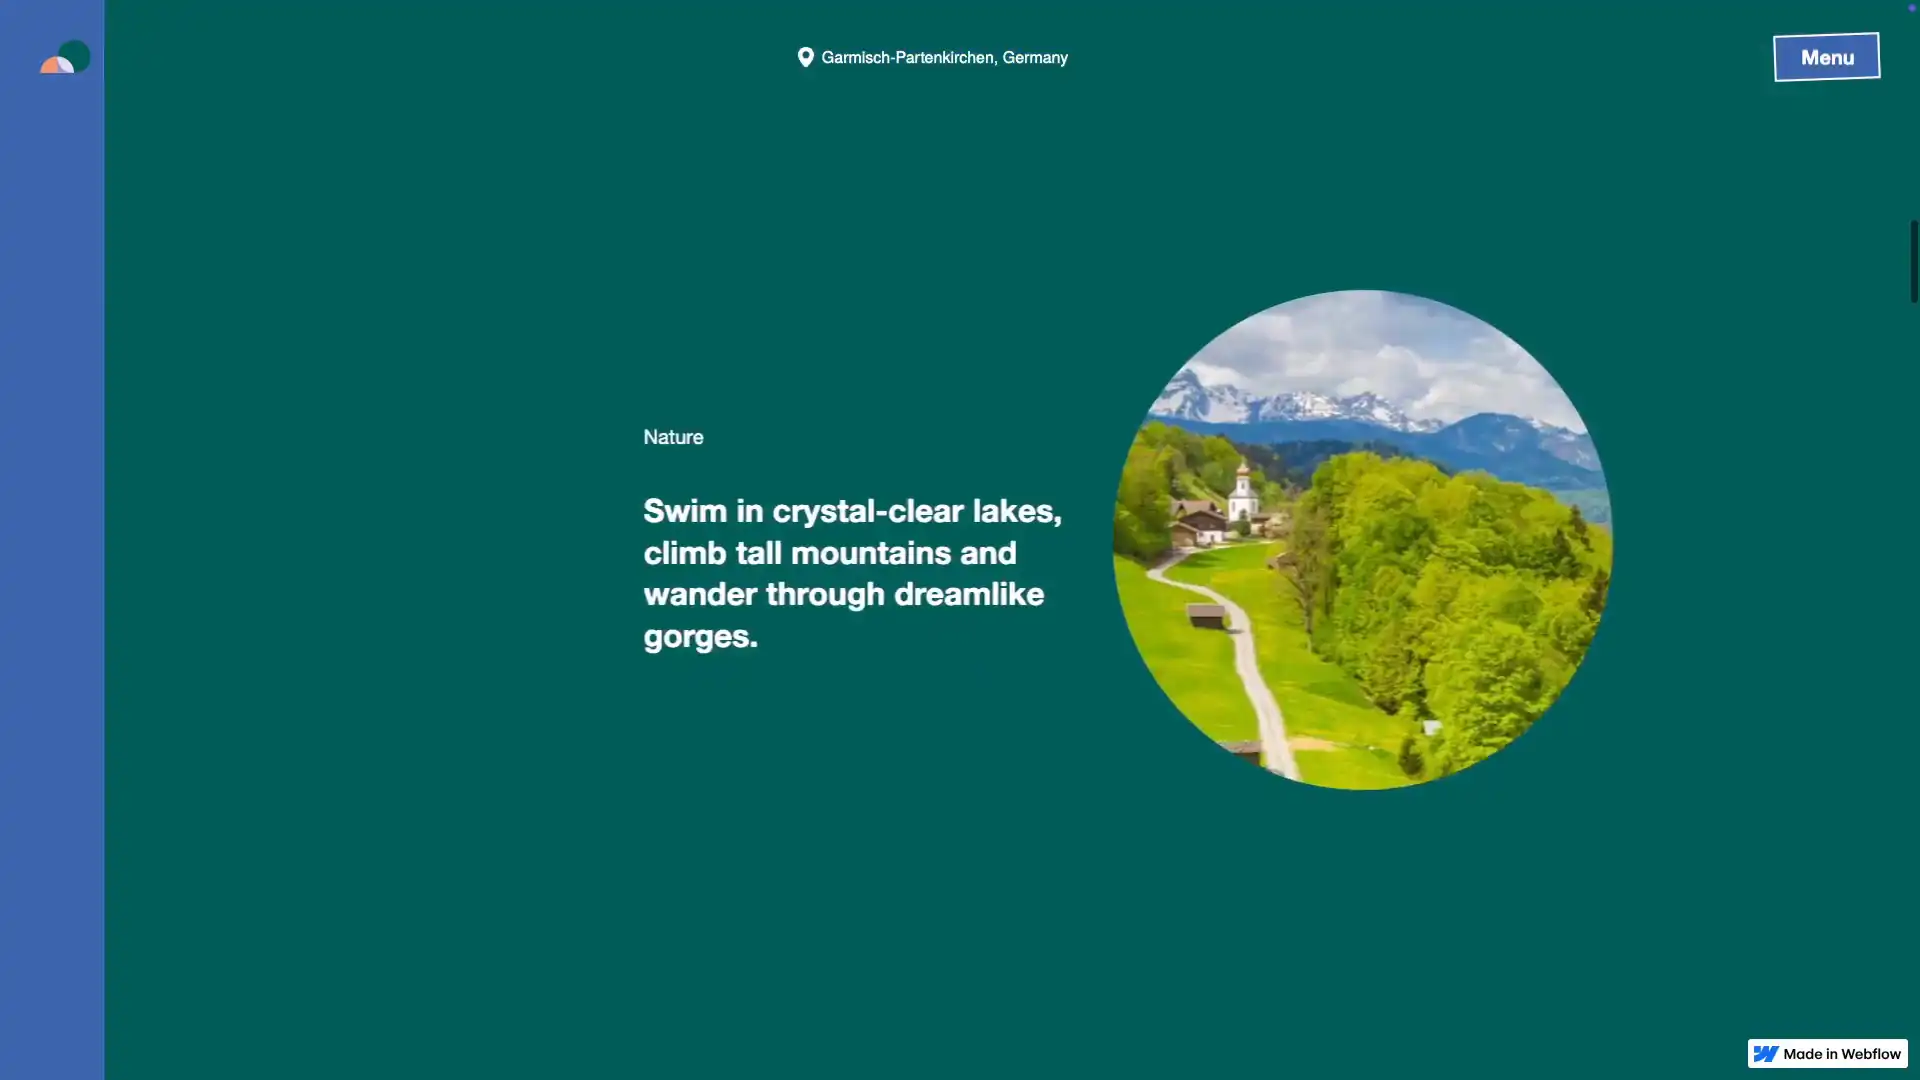 Garmisch-Partenkirchen, Germany
Menu
Nature
Swim in crystal-clear lakes,
climb tall mountains and
wander through dreamlike
gorges.
Made in Webflow